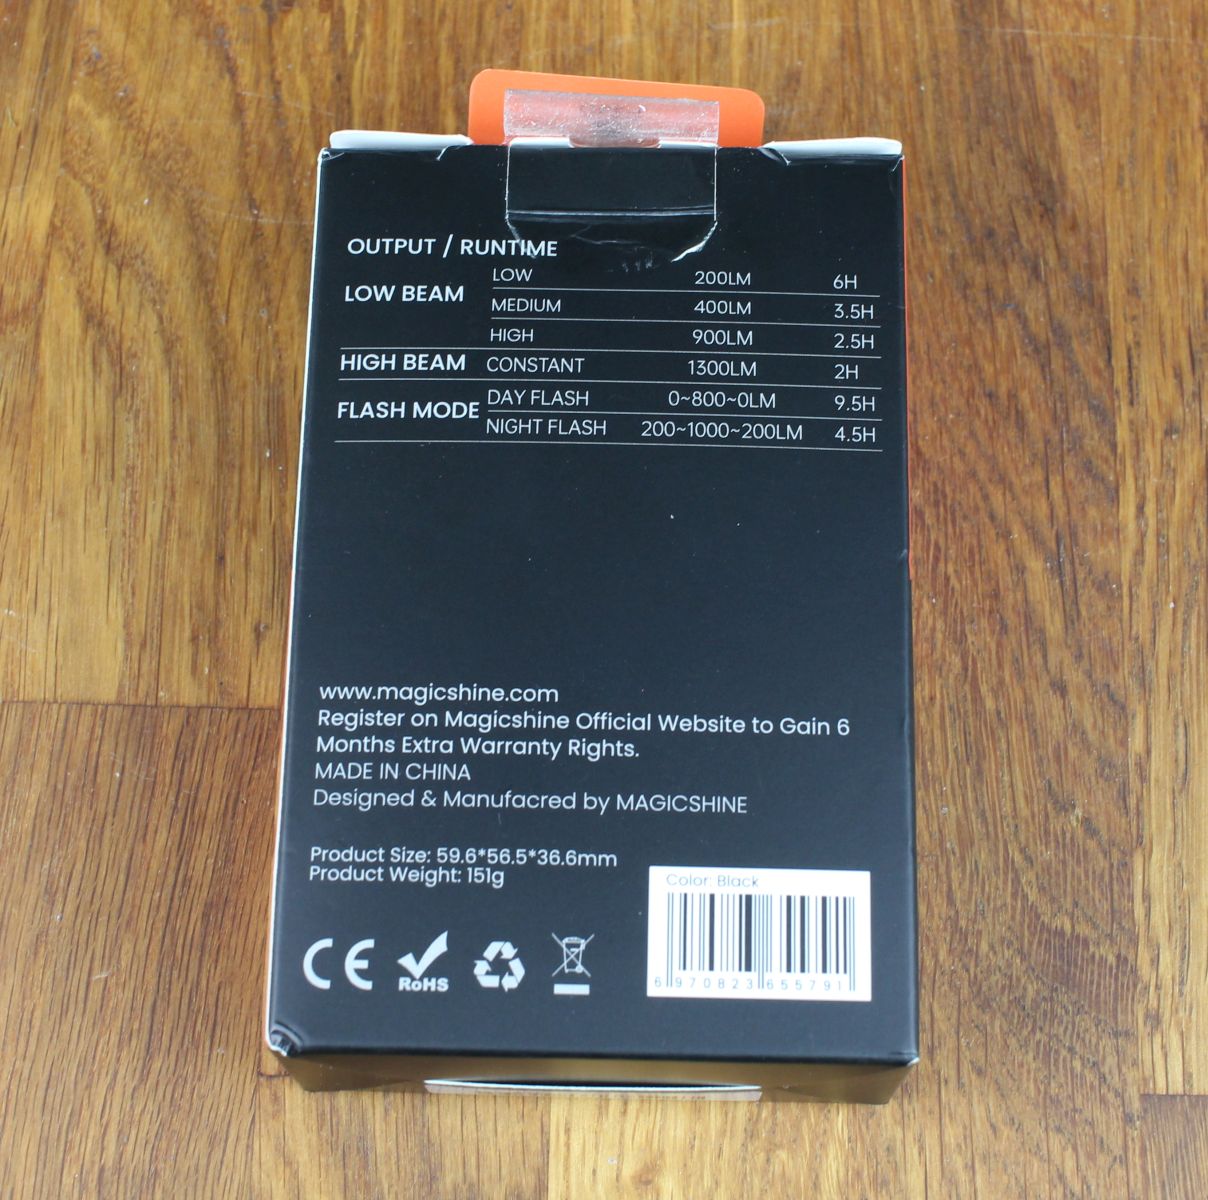 OUTPUT / RUNTIME
LOW BEAM
LOW 200LM 6H
MEDIUM 400LM 3.5H
HIGH 900LM 2.5H
HIGH BEAM CONSTANT 1300LM 2H
FLASH MODE
DAY FLASH 0~800~0LM 9.5H
NIGHT FLASH 200~1000~200LM 4.5H
www.magicshine.com
Register on Magicshine Official Website to Gain 6
Months Extra Warranty Rights.
MADE IN CHINA
Designed & Manufacred by MAGICSHINE
Product Size: 59.6*56.5*36.6mm
Product Weight: 151g
CE RoHS
Color: Black
6 970823 655791